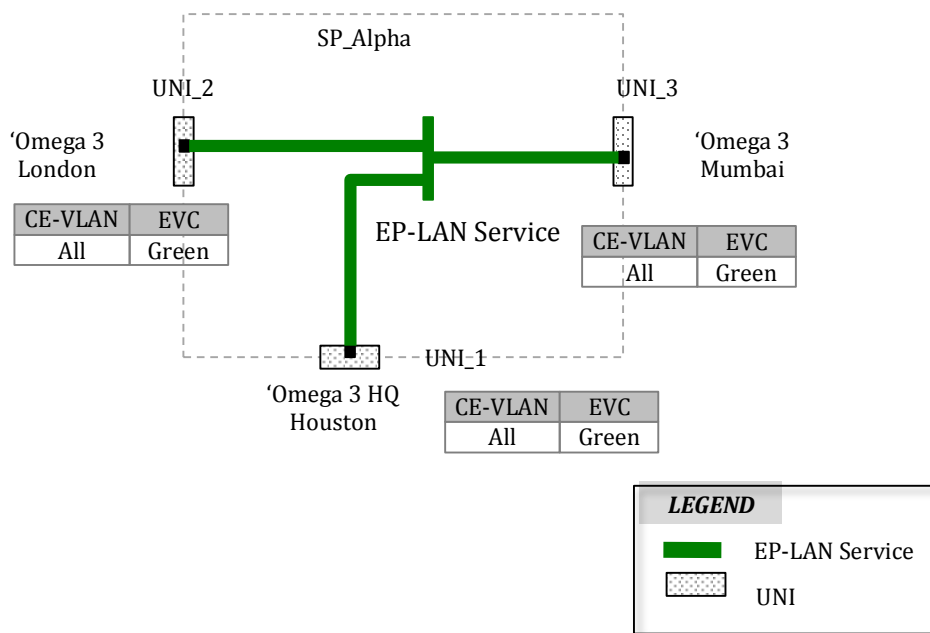 SP_Alpha
UNI_2
UNI_3
‘Omega 3
London
‘Omega 3
Mumbai
CE-VLAN EVC
All Green
EP-LAN Service
CE-VLAN EVC
All Green
UNI_1
‘Omega 3 HQ
Houston
CE-VLAN EVC
All Green
LEGEND
EP-LAN Service
UNI